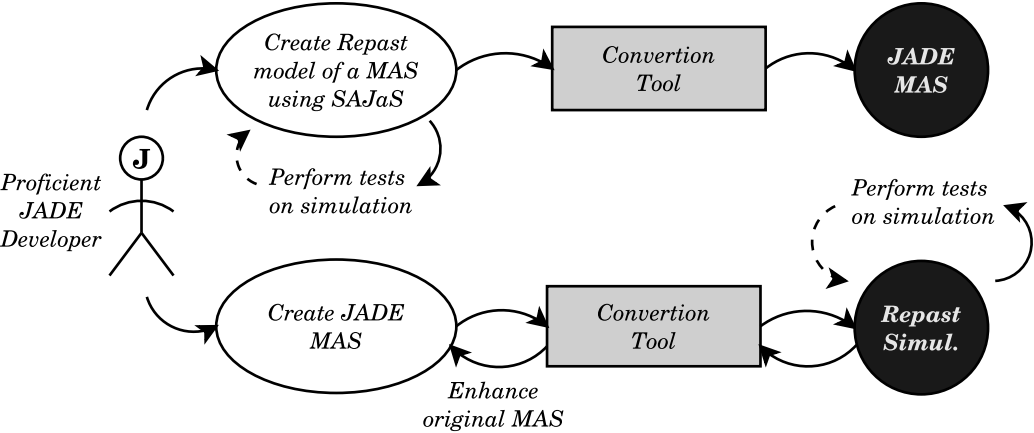 Create Repast
model of a MAS
using SAJaS
Convertion
Tool
JADE
MAS
J
Proficient
JADE
Developer
Perform tests
on simulation
Perform tests
on simulation
Create JADE
MAS
Convertion
Tool
Repast
Simul.
Enhance
original MAS